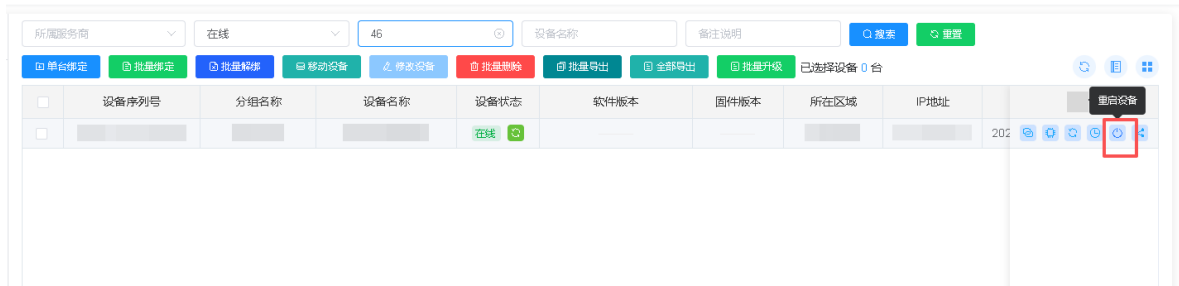 所属服务商 在线 46 设备名称 备注说明 搜索 重置
单台绑定 批量绑定 批量解绑 移动设备 修改设备 批量删除 批量导出 全部导出 批量升级 已选择设备 0 台
设备序列号 分组名称 设备名称 设备状态 软件版本 固件版本 所在区域 IP地址 重启设备
在线 202